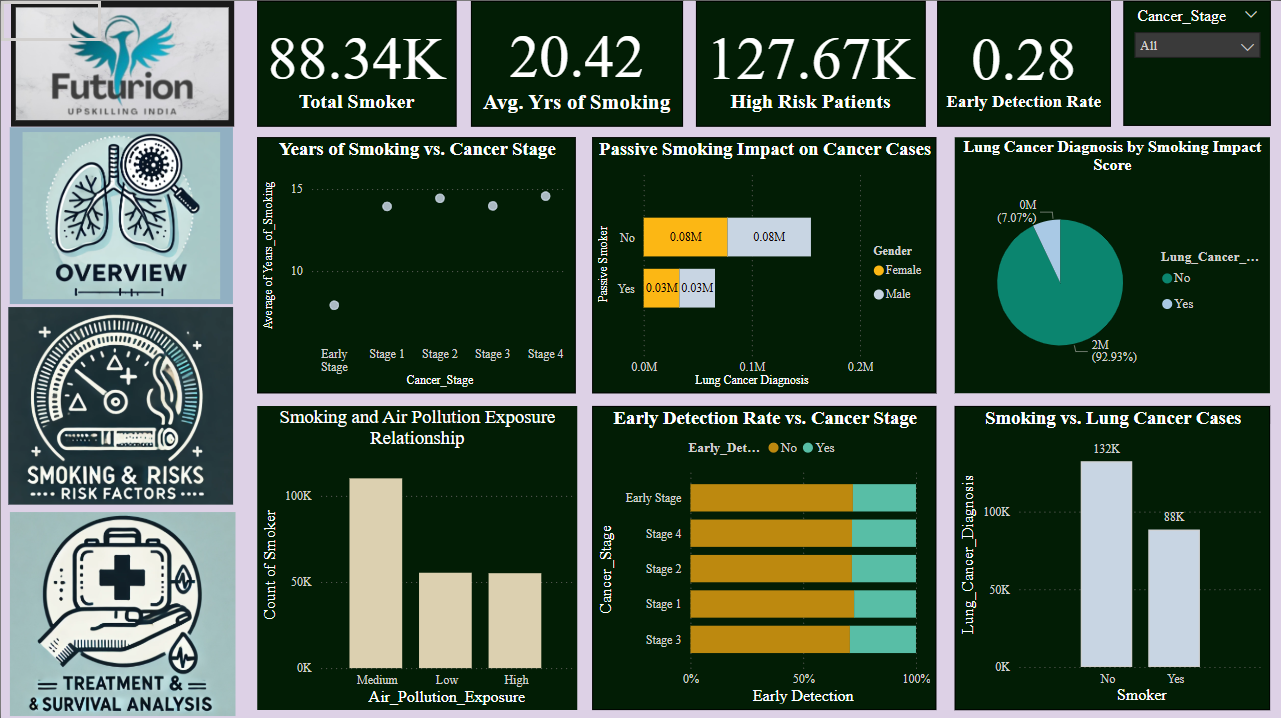 Futurion
UPSKILLING INDIA
OVERVIEW
SMOKING & RISKS
RISK FACTORS
TREATMENT &
& SURVIVAL ANALYSIS
88.34K
Total Smoker
20.42
Avg. Yrs of Smoking
127.67K
High Risk Patients
0.28
Early Detection Rate
Cancer_Stage
All
Years of Smoking vs. Cancer Stage
Average of Years_of_Smoking
15
10
Early Stage
Stage 1
Stage 2
Stage 3
Stage 4
Cancer_Stage
Passive Smoking Impact on Cancer Cases
Passive Smoker
No
0.08M
0.08M
Yes
0.03M
0.03M
0.0M
0.1M
0.2M
Lung Cancer Diagnosis
Gender
Female
Male
Lung Cancer Diagnosis by Smoking Impact
Score
0M
(7.07%)
2M
(92.93%)
Lung_Cancer_...
No
Yes
Smoking and Air Pollution Exposure
Relationship
Count of Smoker
100K
50K
0K
Medium
Low
High
Air_Pollution_Exposure
Early Detection Rate vs. Cancer Stage
Early_Det...
No
Yes
Cancer_Stage
Early Stage
Stage 4
Stage 2
Stage 1
Stage 3
0%
50%
100%
Early Detection
Smoking vs. Lung Cancer Cases
Lung_Cancer_Diagnosis
132K
88K
100K
50K
0K
No
Yes
Smoker